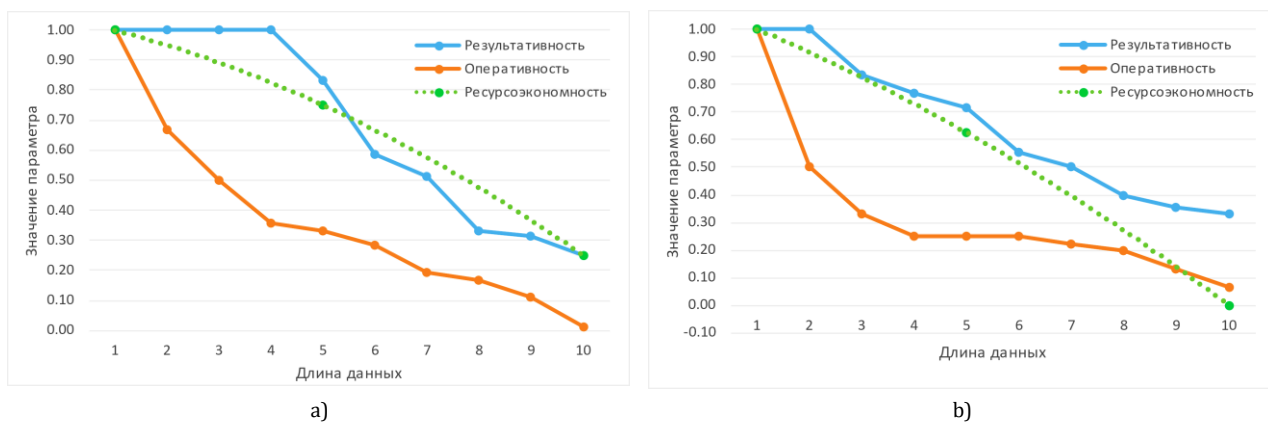 1.00
0.90
0.80
0.70
0.60
0.50
0.40
0.30
0.20
0.10
0.00
Значение параметра
1 2 3 4 5 6 7 8 9 10
Длина данных
Результативность
Оперативность
Ресурсоэкономность
a)
1.00
0.90
0.80
0.70
0.60
0.50
0.40
0.30
0.20
0.10
0.00
-0.10
Значение параметра
1 2 3 4 5 6 7 8 9 10
Длина данных
Результативность
Оперативность
Ресурсоэкономность
b)